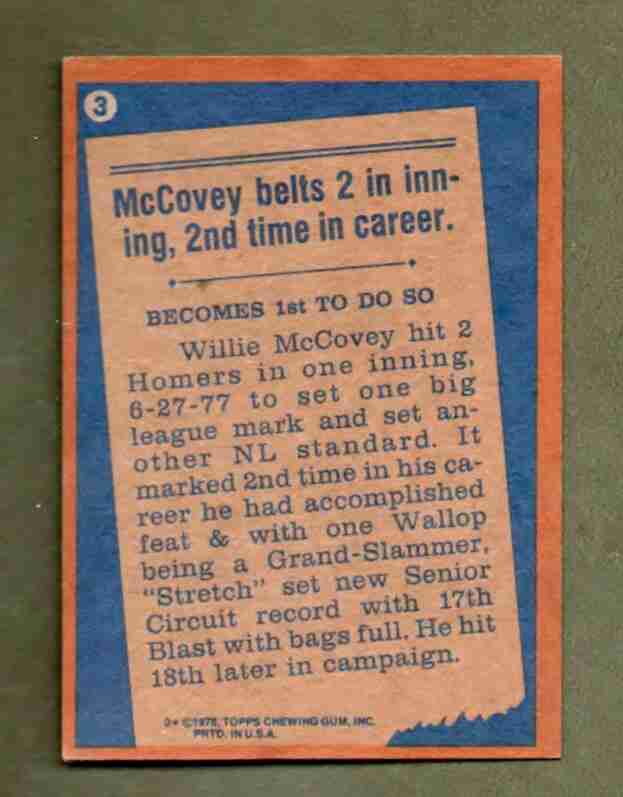 3
McCovey belts 2 in inn-
ing, 2nd time in career.
BECOMES 1st TO DO SO
Willie McCovey hit 2
Homers in one inning,
6-27-77 to set one big
league mark and set an-
other NL standard. It
marked 2nd time in his ca-
reer he had accomplished
feat & with one Wallop
being a Grand-Slammer.
"Stretch" set new Senior
Circuit record with 17th
Blast with bags full. He hit
18th later in campaign.
©1978, TOPPS CHEWING GUM, INC.
PRTD. IN U.S.A.